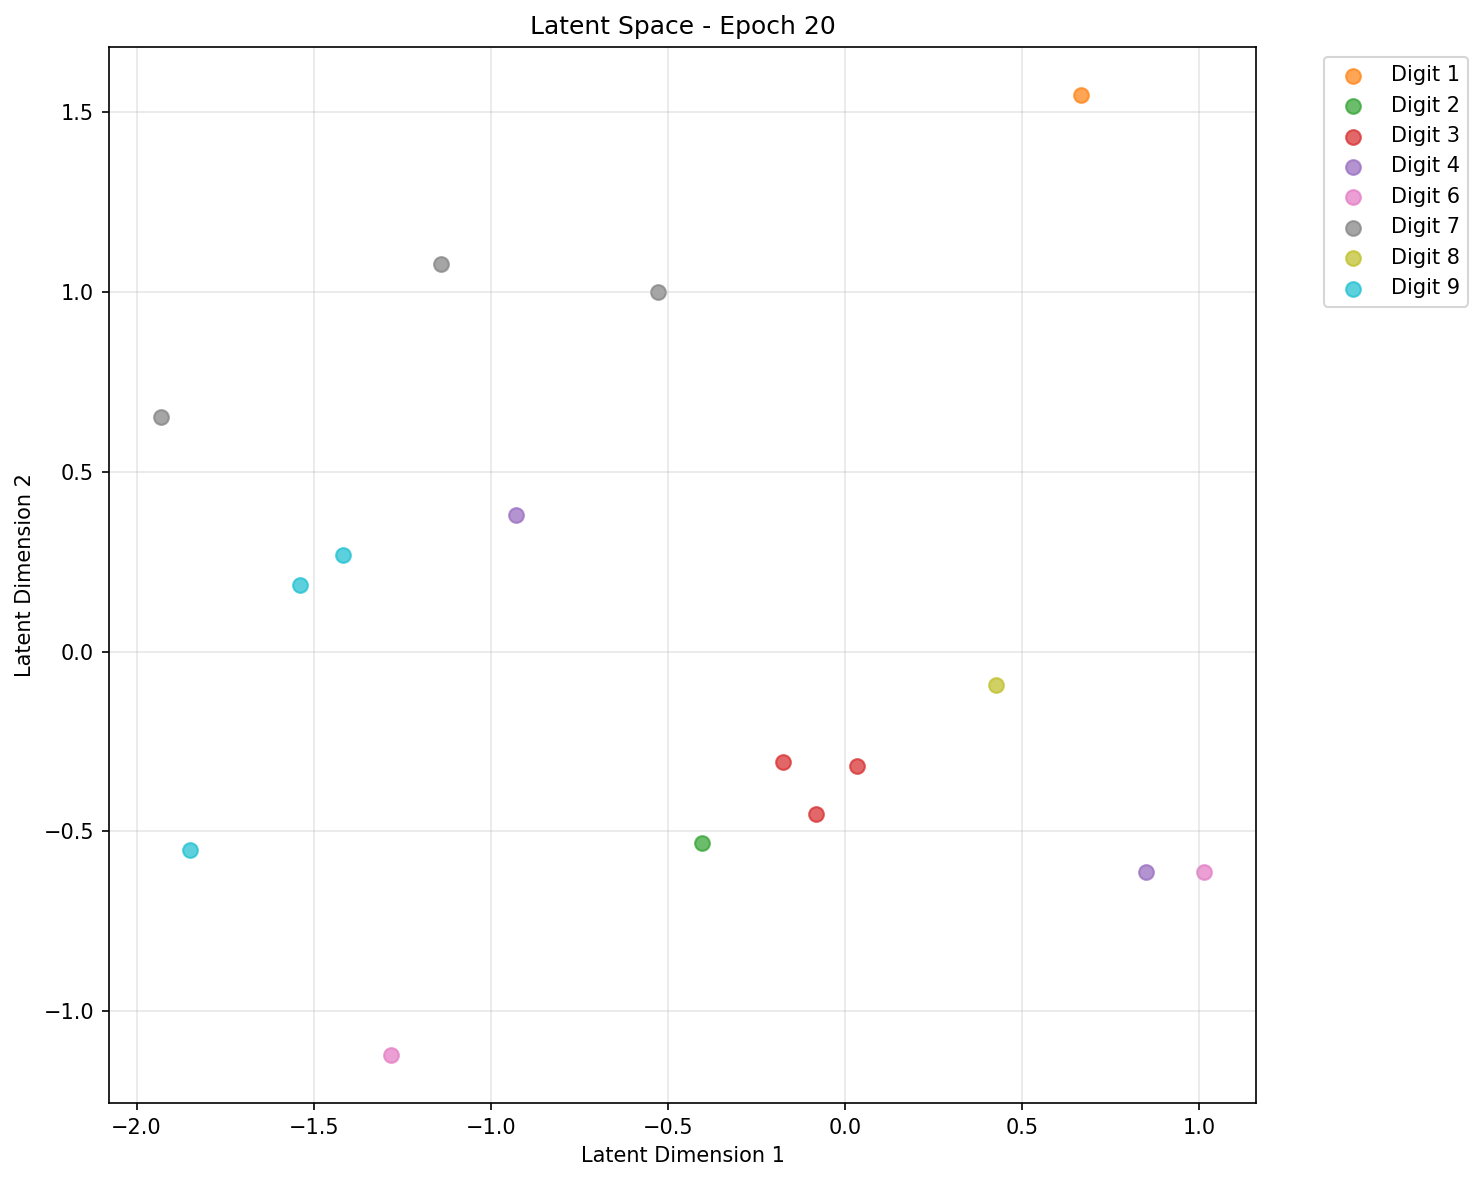 Latent Space - Epoch 20
Digit 1
Digit 2
Digit 3
Digit 4
Digit 6
Digit 7
Digit 8
Digit 9
1.5
1.0
0.5
0.0
−0.5
−1.0
Latent Dimension 2
−2.0
−1.5
−1.0
−0.5
0.0
0.5
1.0
Latent Dimension 1